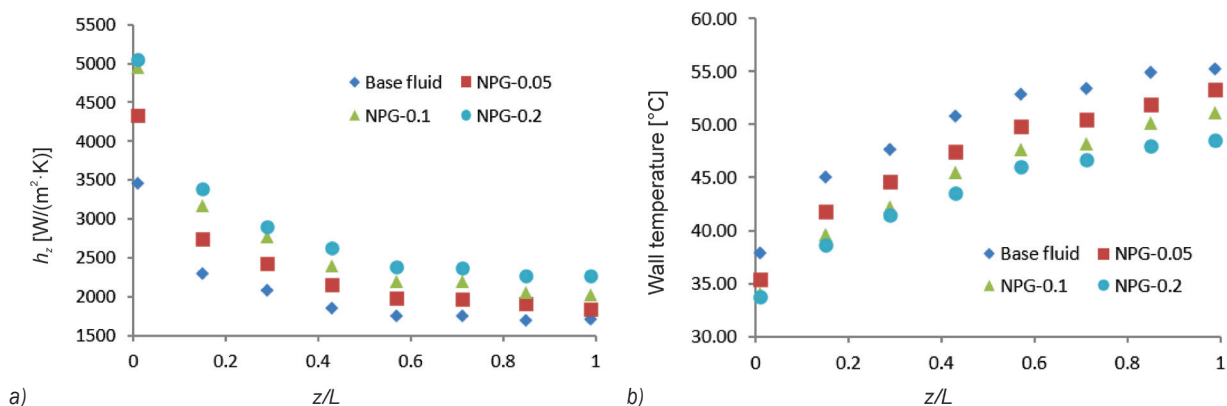 5500
5000
4500
4000
3500
3000
2500
2000
1500
h_z [W/(m²·K)]
Base fluid NPG-0.05
NPG-0.1 NPG-0.2
0 0.2 0.4 0.6 0.8 1
a) z/L
60.00
55.00
50.00
45.00
40.00
35.00
30.00
Wall temperature [°C]
Base fluid NPG-0.05
NPG-0.1 NPG-0.2
0 0.2 0.4 0.6 0.8 1
b) z/L